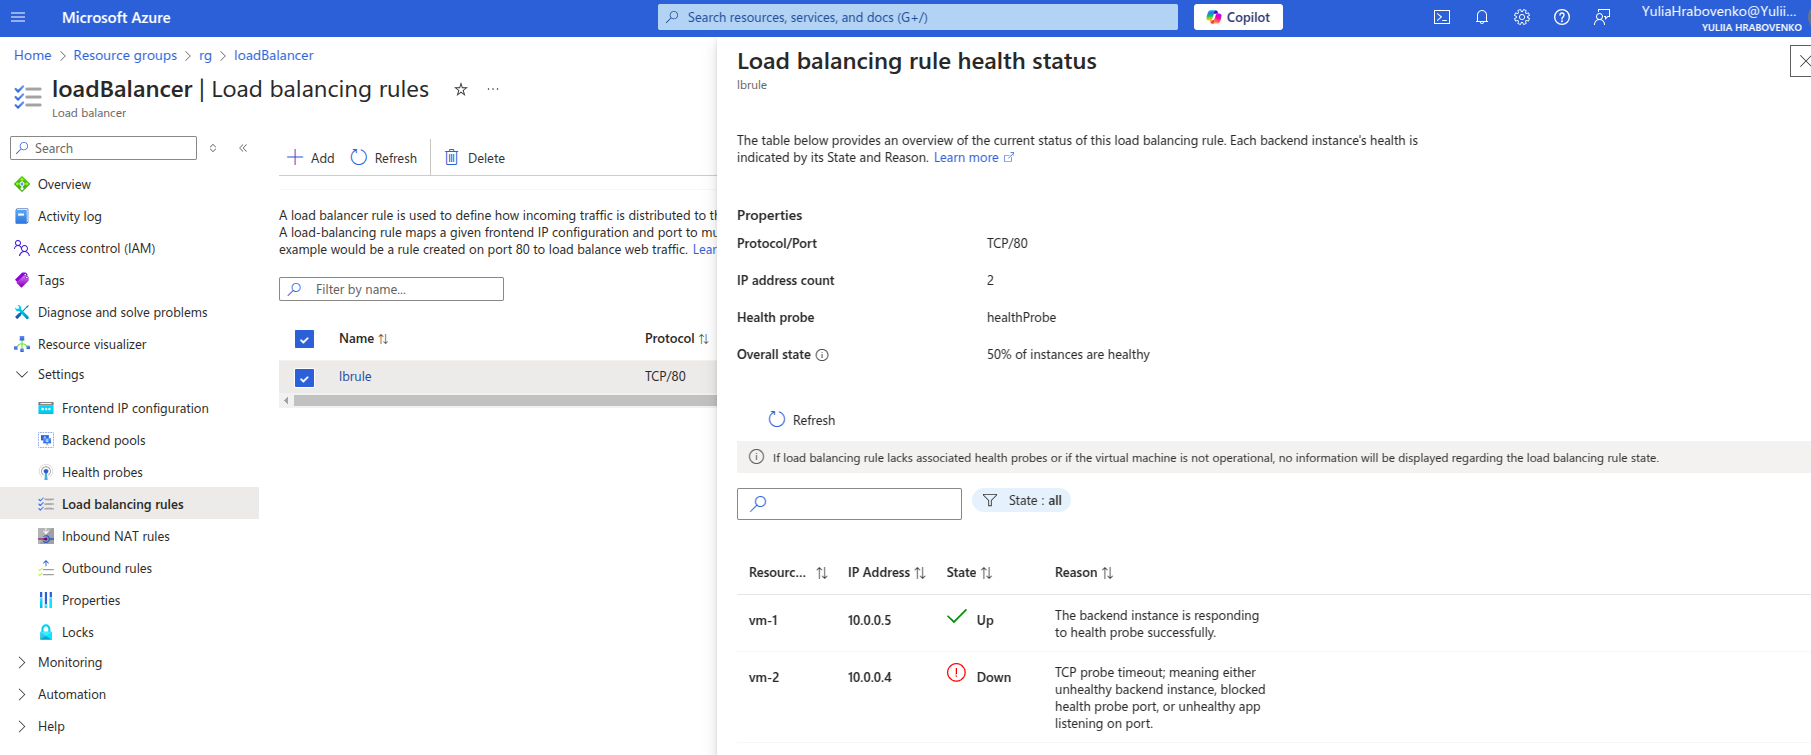 Microsoft Azure
Search resources, services, and docs (G+/)
Copilot
YuliaHrabovenko@Yulii...
YULIIA HRABOVENKO
Home > Resource groups > rg > loadBalancer
loadBalancer | Load balancing rules
Load balancer
Search
Overview
Activity log
Access control (IAM)
Tags
Diagnose and solve problems
Resource visualizer
Settings
Frontend IP configuration
Backend pools
Health probes
Load balancing rules
Inbound NAT rules
Outbound rules
Properties
Locks
Monitoring
Automation
Help
Add Refresh Delete
A load balancer rule is used to define how incoming traffic is distributed to
A load-balancing rule maps a given frontend IP configuration and port to
example would be a rule created on port 80 to load balance web traffic.
Filter by name...
Name Protocol
lbrule TCP/80
Load balancing rule health status
lbrule
The table below provides an overview of the current status of this load balancing rule. Each backend instance's health is
indicated by its State and Reason. Learn more
Properties
Protocol/Port TCP/80
IP address count 2
Health probe healthProbe
Overall state 50% of instances are healthy
Refresh
If load balancing rule lacks associated health probes or if the virtual machine is not operational, no information will be displayed regarding the load balancing rule state.
State : all
Resourc... IP Address State Reason
vm-1 10.0.0.5 Up The backend instance is responding
to health probe successfully.
vm-2 10.0.0.4 Down TCP probe timeout; meaning either
unhealthy backend instance, blocked
health probe port, or unhealthy app
listening on port.